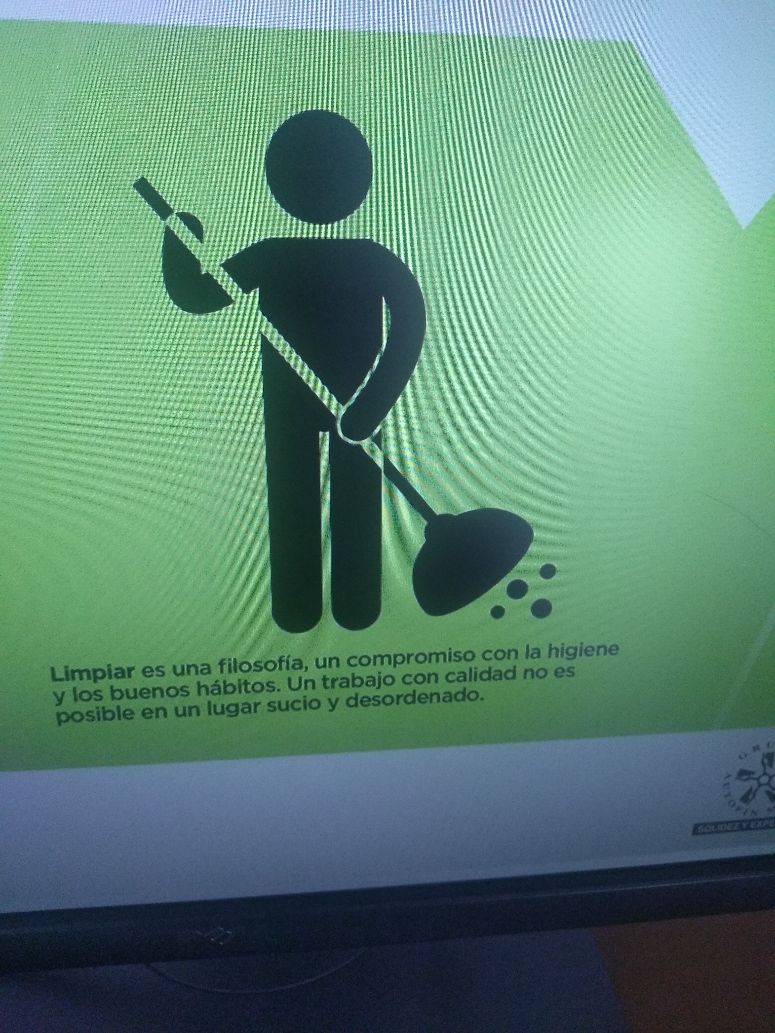 Limpiar es una filosofía, un compromiso con la higiene
y los buenos hábitos. Un trabajo con calidad no es
posible en un lugar sucio y desordenado.
SOLIDEZ Y